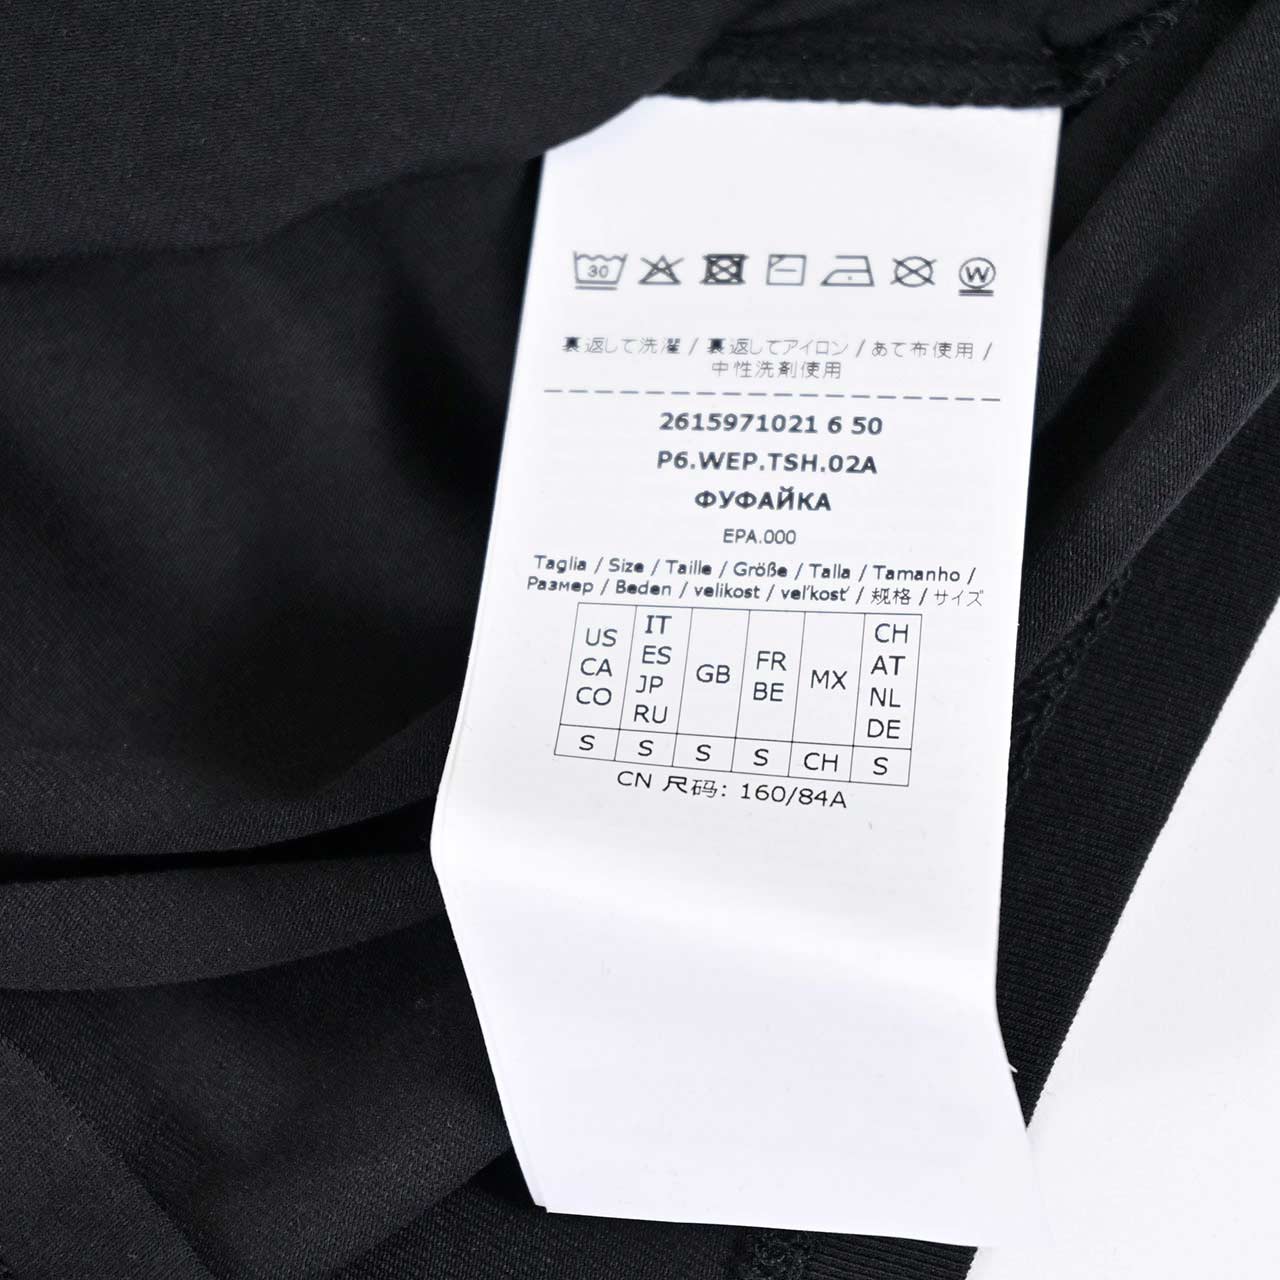 30 W
裏返して洗濯 / 裏返してアイロン / あて布使用 /
中性洗剤使用
2615971021 6 50
P6.WEP.TSH.02A
ФУФАЙКА
EPA.000
Taglia / Size / Taille / Größe / Talla / Tamanho /
Размер / Beden / velikost / veľkosť / 规格 / サイズ
US CA CO
IT ES JP RU
GB
FR BE
MX
CH AT NL DE
S S S S CH S
CN 尺码: 160/84A